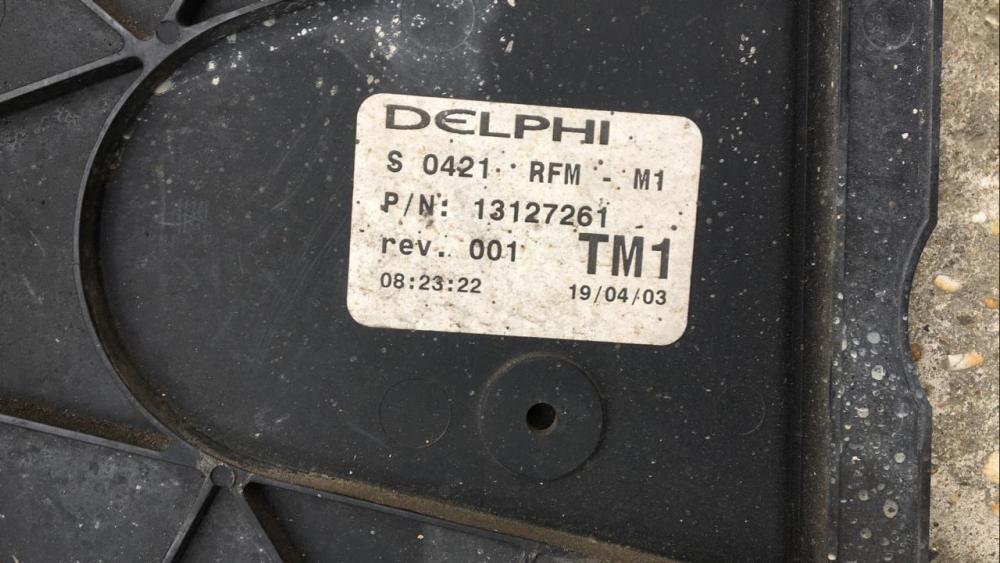 DELPHI
S 0421 RFM - M1
P/N: 13127261
rev. 001 TM1
08:23:22 19/04/03